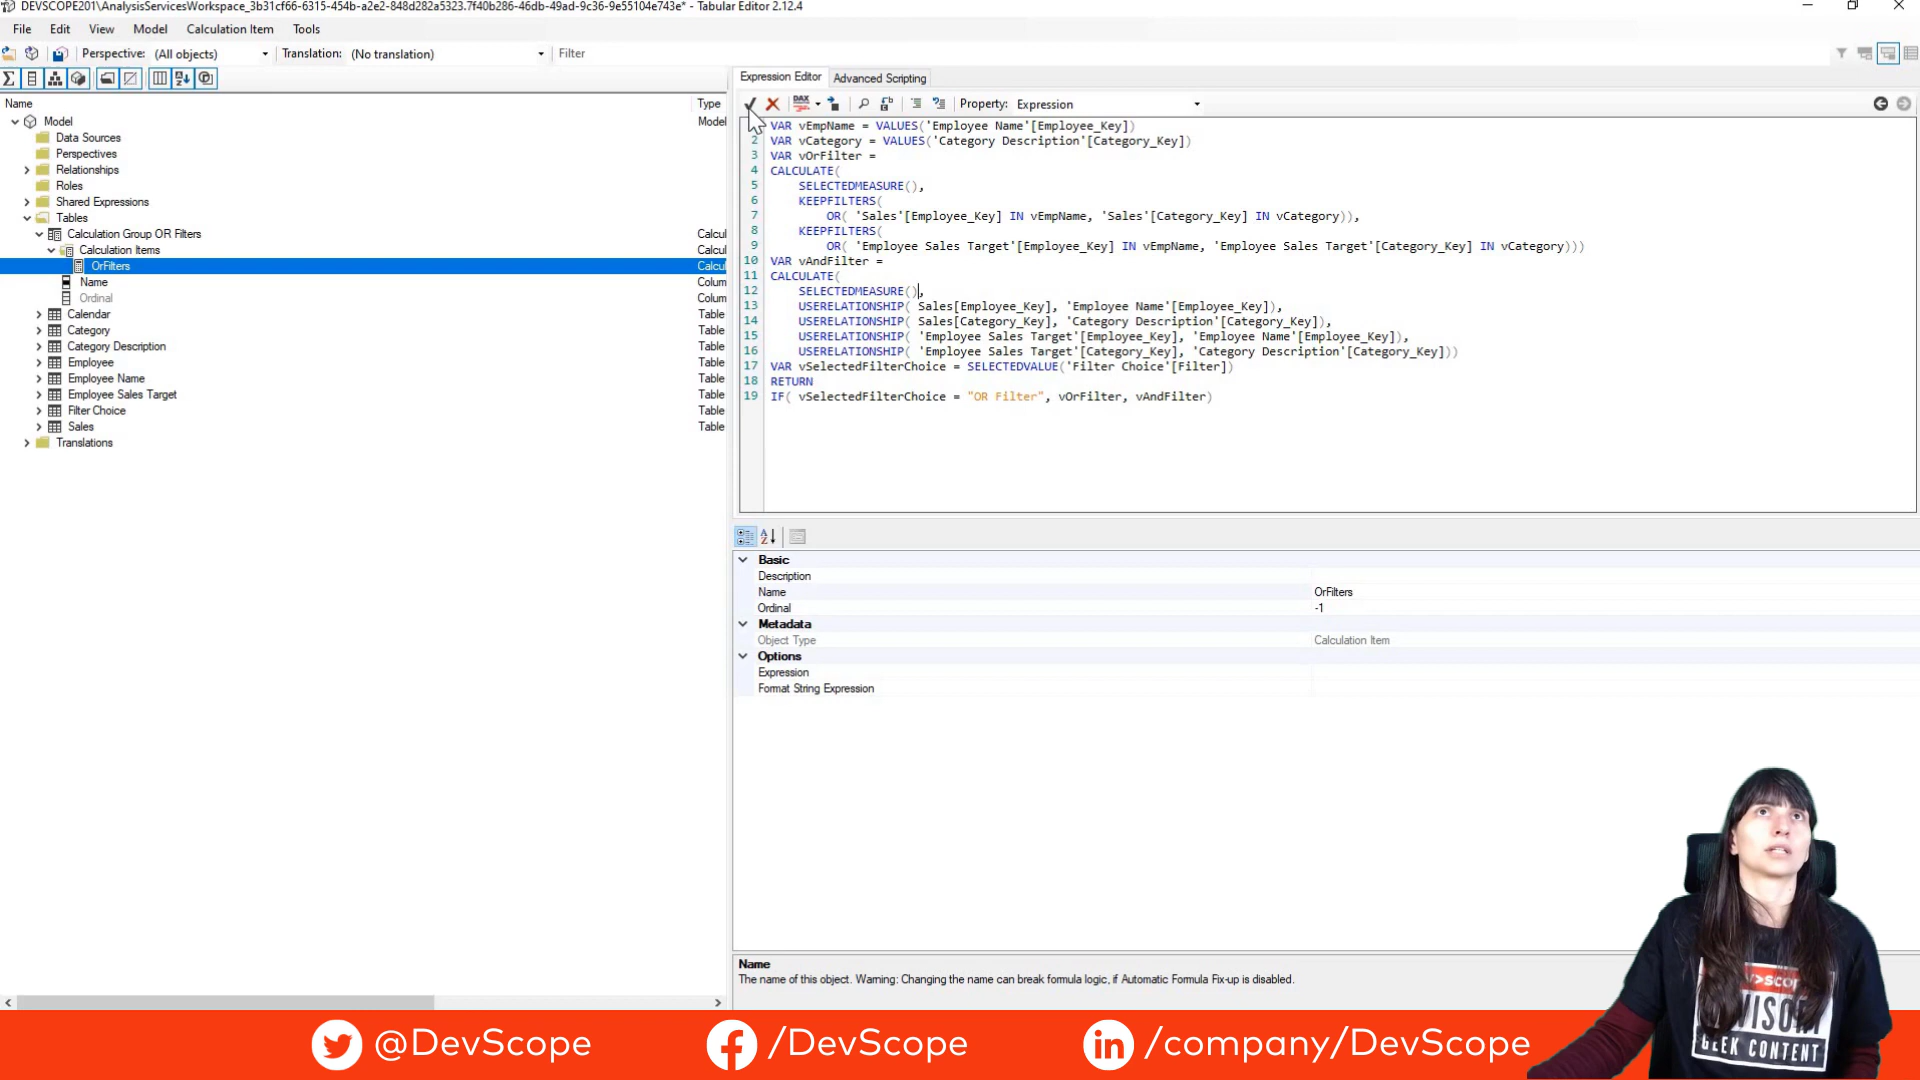 DEVSCOPE201\AnalysisServicesWorkspace_3b31cf66-6315-454b-a2e2-848d282a5323.7f40b286-46db-49ad-9c36-9e55104e743e* - Tabular Editor 2.12.4
File Edit View Model Calculation Item Tools
Perspective: (All objects) Translation: (No translation) Filter
Expression Editor Advanced Scripting
Name Type
Model Model
Data Sources
Perspectives
Relationships
Roles
Shared Expressions
Tables
Calculation Group OR Filters Calcul
Calculation Items Calcul
OrFilters Calcul
Name Colum
Ordinal Colum
Calendar Table
Category Table
Category Description Table
Employee Table
Employee Name Table
Employee Sales Target Table
Filter Choice Table
Sales Table
Translations
DAX Property: Expression
VAR vEmpName = VALUES('Employee Name'[Employee_Key])
2 VAR vCategory = VALUES('Category Description'[Category_Key])
3 VAR vOrFilter =
4 CALCULATE(
5 SELECTEDMEASURE(),
6 KEEPFILTERS(
7 OR( 'Sales'[Employee_Key] IN vEmpName, 'Sales'[Category_Key] IN vCategory)),
8 KEEPFILTERS(
9 OR( 'Employee Sales Target'[Employee_Key] IN vEmpName, 'Employee Sales Target'[Category_Key] IN vCategory)))
10 VAR vAndFilter =
11 CALCULATE(
12 SELECTEDMEASURE(),
13 USERELATIONSHIP( Sales[Employee_Key], 'Employee Name'[Employee_Key]),
14 USERELATIONSHIP( Sales[Category_Key], 'Category Description'[Category_Key]),
15 USERELATIONSHIP( 'Employee Sales Target'[Employee_Key], 'Employee Name'[Employee_Key]),
16 USERELATIONSHIP( 'Employee Sales Target'[Category_Key], 'Category Description'[Category_Key]))
17 VAR vSelectedFilterChoice = SELECTEDVALUE('Filter Choice'[Filter])
18 RETURN
19 IF( vSelectedFilterChoice = "OR Filter", vOrFilter, vAndFilter)
Basic
Description
Name OrFilters
Ordinal -1
Metadata
Object Type Calculation Item
Options
Expression
Format String Expression
Name
The name of this object. Warning: Changing the name can break formula logic, if Automatic Formula Fix-up is disabled.
@DevScope /DevScope /company/DevScope
GEEK CONTENT